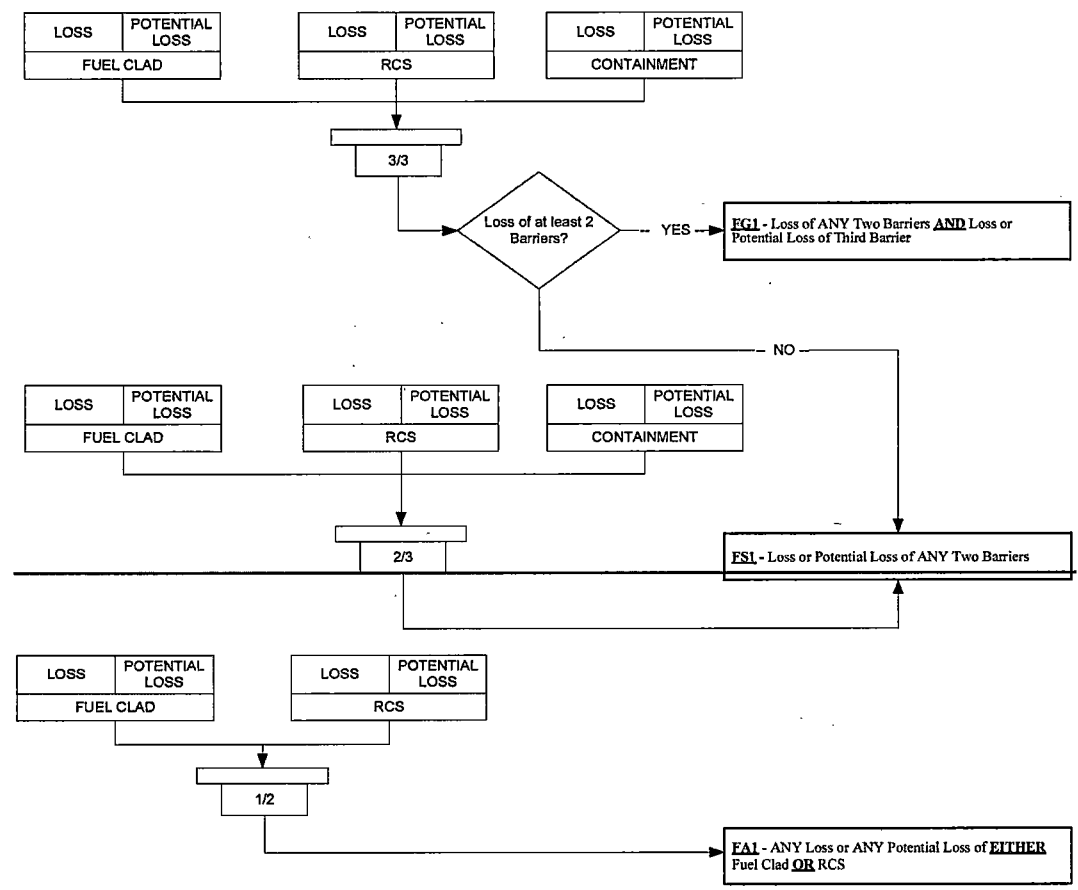 LOSS
POTENTIAL
LOSS
FUEL CLAD
LOSS
POTENTIAL
LOSS
RCS
LOSS
POTENTIAL
LOSS
CONTAINMENT
3/3
Loss of at least 2
Barriers?
YES
FG1 - Loss of ANY Two Barriers AND Loss or
Potential Loss of Third Barrier
NO
LOSS
POTENTIAL
LOSS
FUEL CLAD
LOSS
POTENTIAL
LOSS
RCS
LOSS
POTENTIAL
LOSS
CONTAINMENT
2/3
FS1 - Loss or Potential Loss of ANY Two Barriers
LOSS
POTENTIAL
LOSS
FUEL CLAD
LOSS
POTENTIAL
LOSS
RCS
1/2
FA1 - ANY Loss or ANY Potential Loss of EITHER
Fuel Clad OR RCS